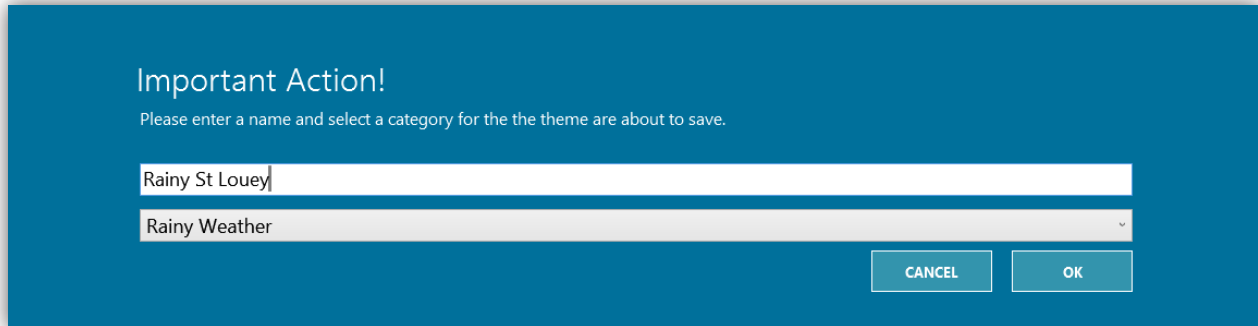 Important Action!
Please enter a name and select a category for the the theme are about to save.
Rainy St Louey
Rainy Weather
CANCEL OK